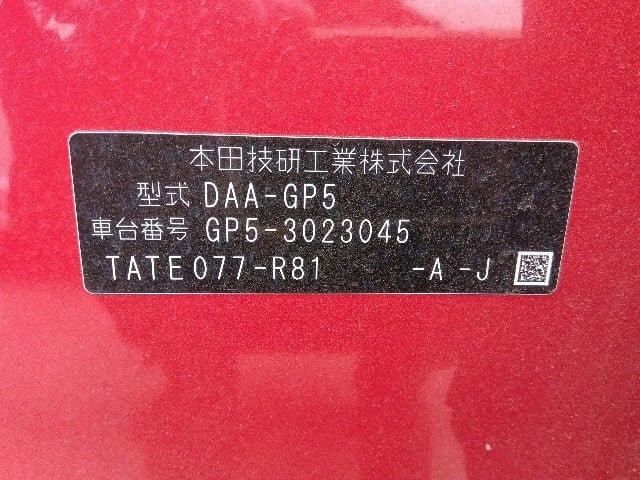 本田技研工業株式会社
型式 DAA-GP5
車台番号 GP5-3023045
TATE077-R81 -A -J